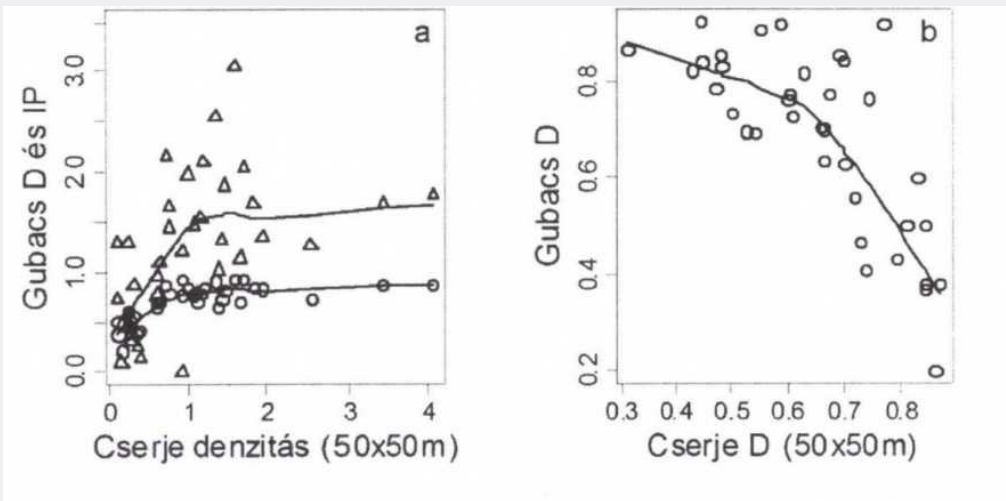 a
Gubacs D és IP
3.0
2.0
1.0
0.0
0 1 2 3 4
Cserje denzitás (50x50m)
b
Gubacs D
0.8
0.6
0.4
0.2
0.3 0.4 0.5 0.6 0.7 0.8
Cserje D (50x50m)